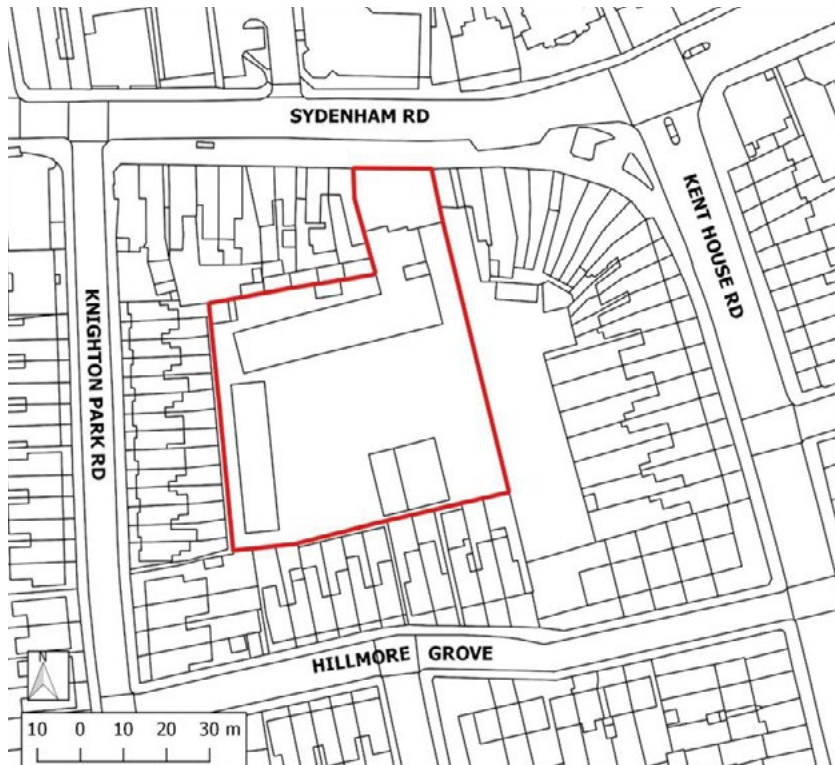 SYDENHAM RD
KENT HOUSE RD
KNIGHTON PARK RD
HILLMORE GROVE
N
10 0 10 20 30 m